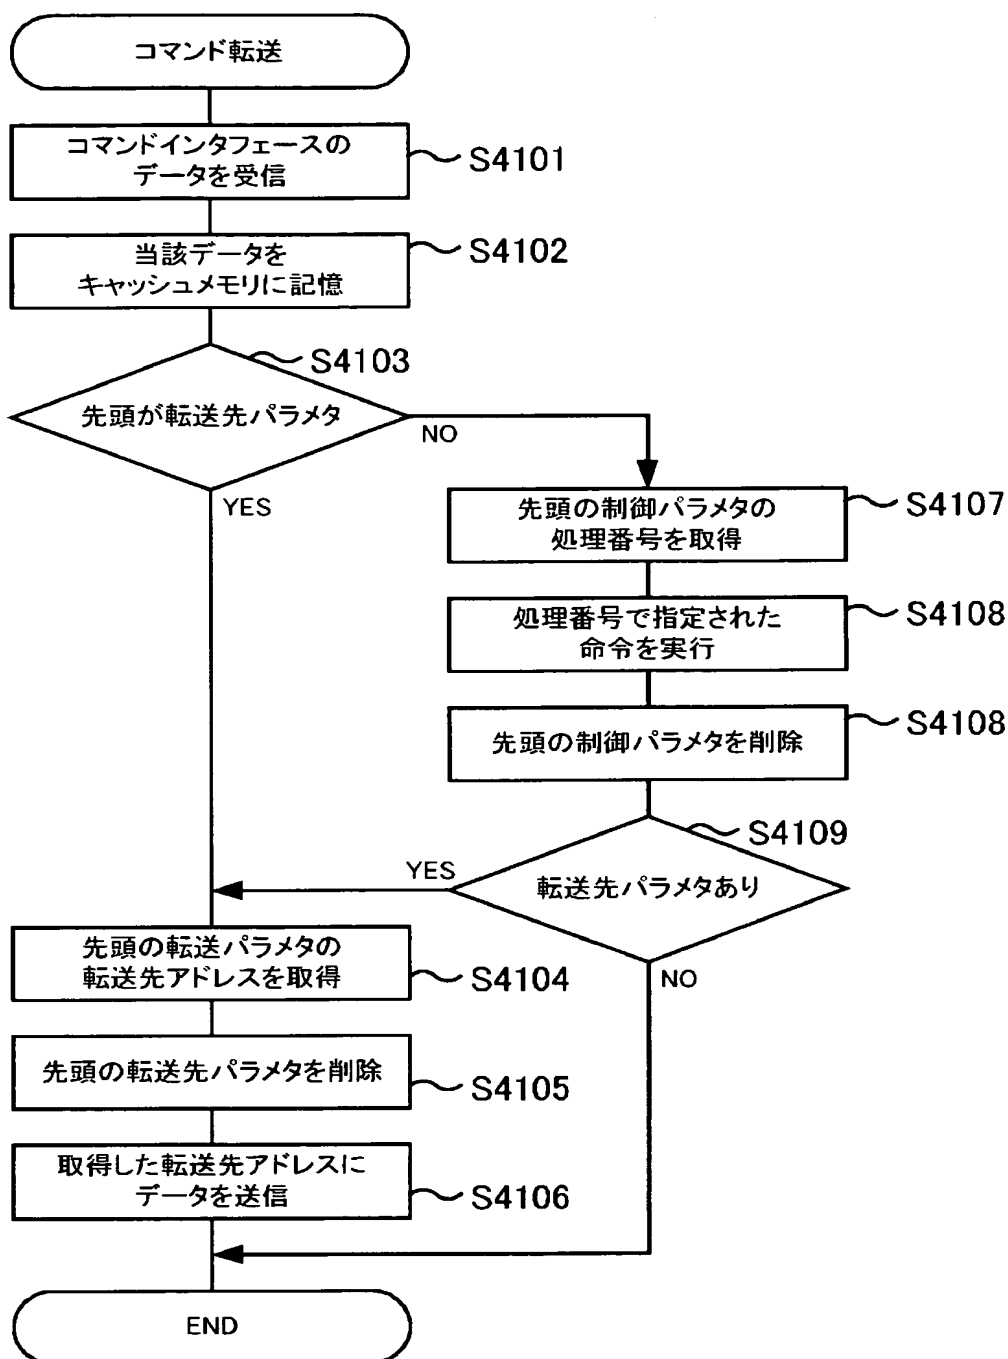 コマンド転送
コマンドインタフェースの
データを受信
S4101
当該データを
キャッシュメモリに記憶
S4102
S4103
先頭が転送先パラメタ
NO
YES
先頭の制御パラメタの
処理番号を取得
S4107
処理番号で指定された
命令を実行
S4108
先頭の制御パラメタを削除
S4108
S4109
転送先パラメタあり
YES
NO
先頭の転送パラメタの
転送先アドレスを取得
S4104
先頭の転送先パラメタを削除
S4105
取得した転送先アドレスに
データを送信
S4106
END